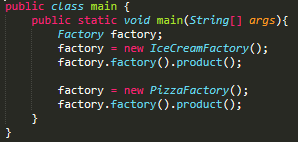 public class main {
    public static void main(String[] args){
        Factory factory;
        factory = new IceCreamFactory();
        factory.factory().product();

        factory = new PizzaFactory();
        factory.factory().product();
    }
}